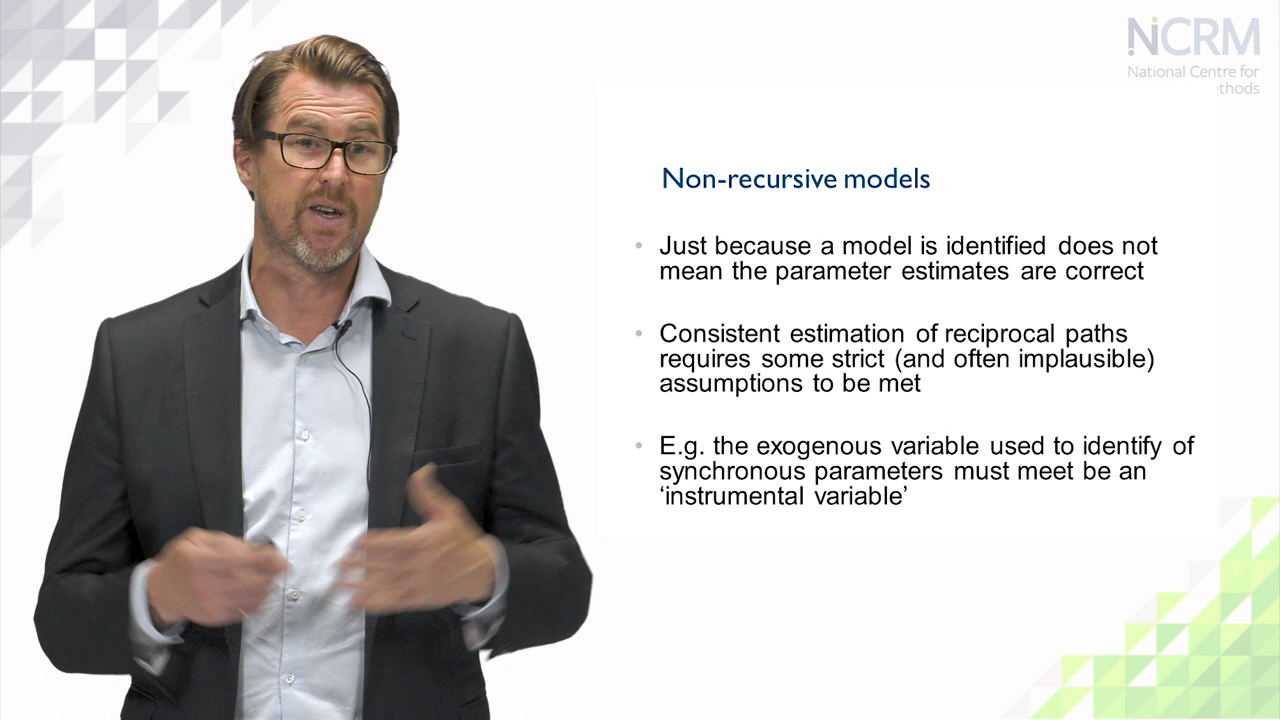 NCRM
National Centre for
ethods
Non-recursive models
• Just because a model is identified does not
mean the parameter estimates are correct
• Consistent estimation of reciprocal paths
requires some strict (and often implausible)
assumptions to be met
• E.g. the exogenous variable used to identify of
synchronous parameters must meet be an
‘instrumental variable’